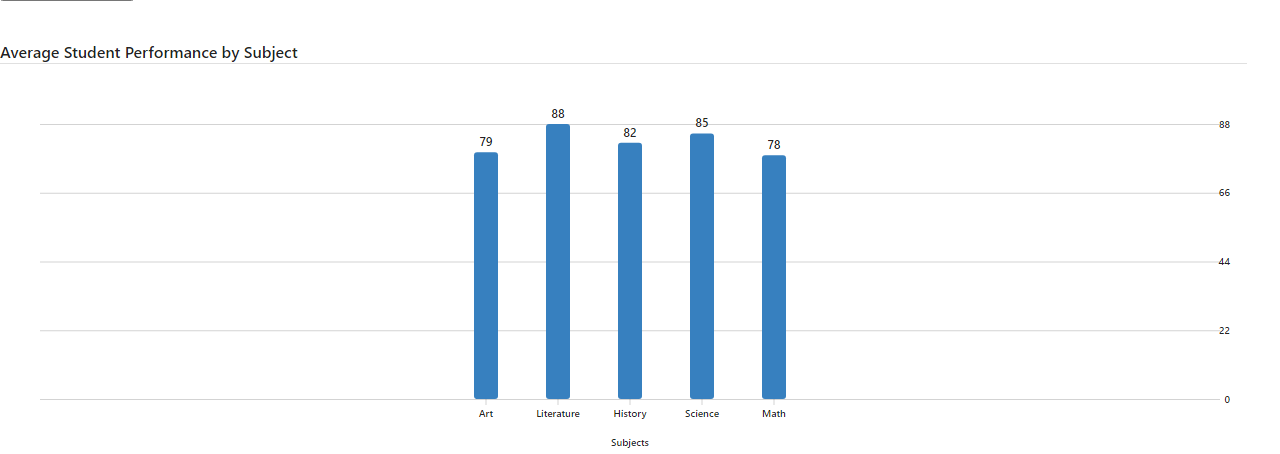 Average Student Performance by Subject
79
88
82
85
78
88
66
44
22
0
Art
Literature
History
Science
Math
Subjects